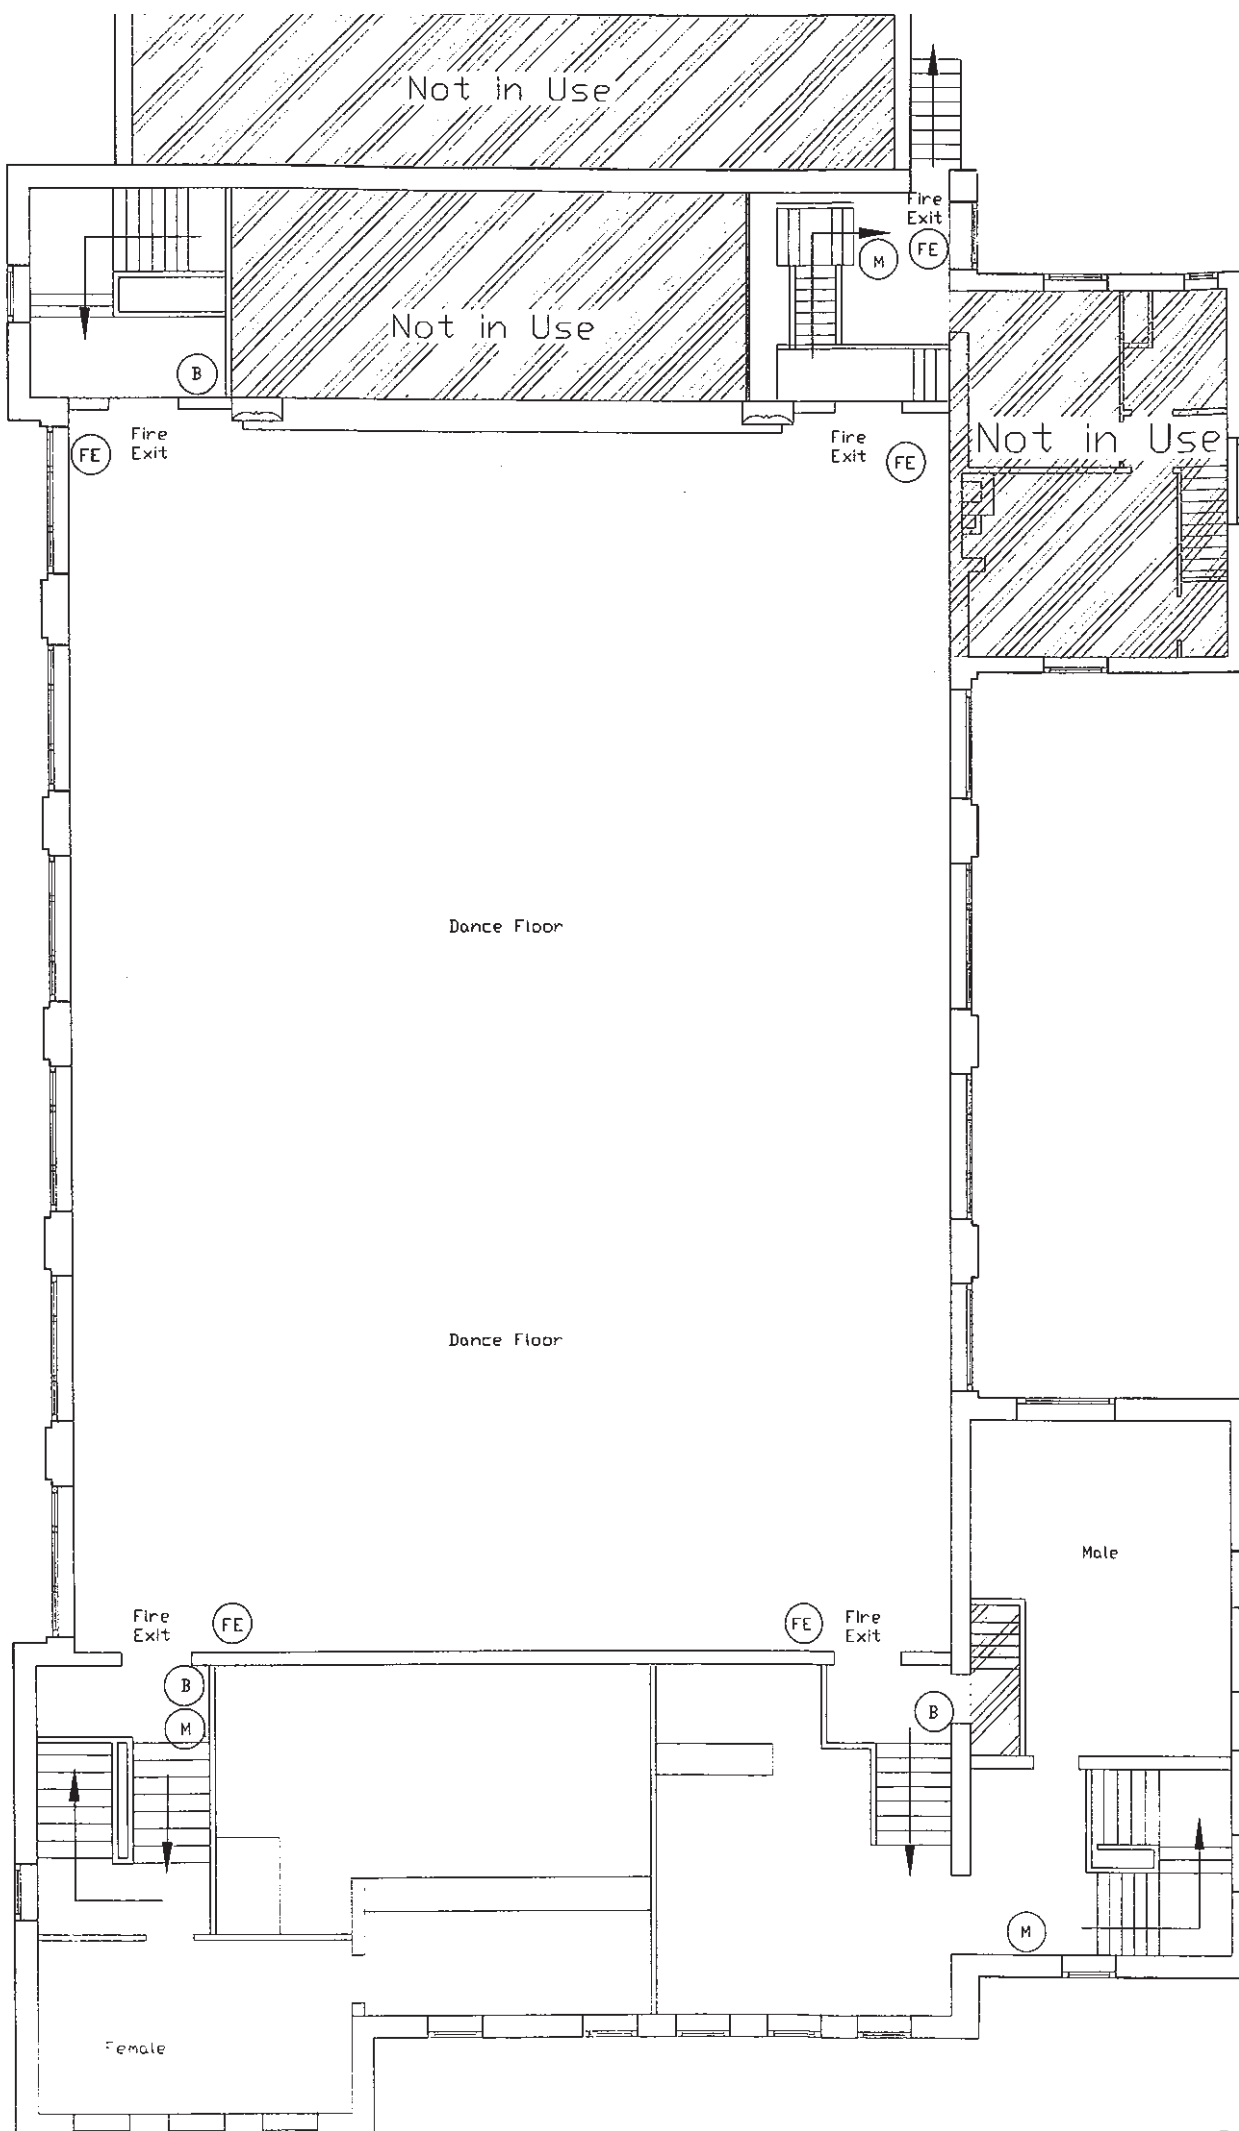 Not in Use
Fire
Exit
FE
M
Not in Use
B
Fire
Exit
FE
Fire
Exit
FE
Not in Use
Dance Floor
Dance Floor
Male
Fire
Exit
FE
FE
Fire
Exit
B
M
B
M
Female